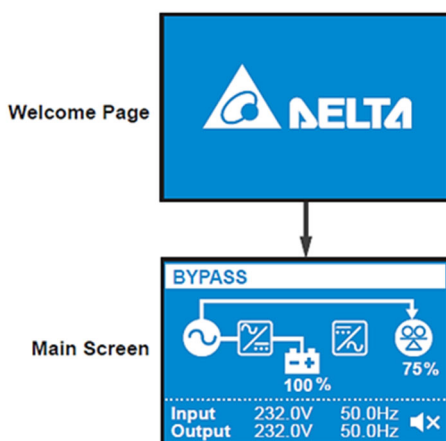 Welcome Page
DELTA
Main Screen
BYPASS
75%
100%
Input 232.0V 50.0Hz
Output 232.0V 50.0Hz